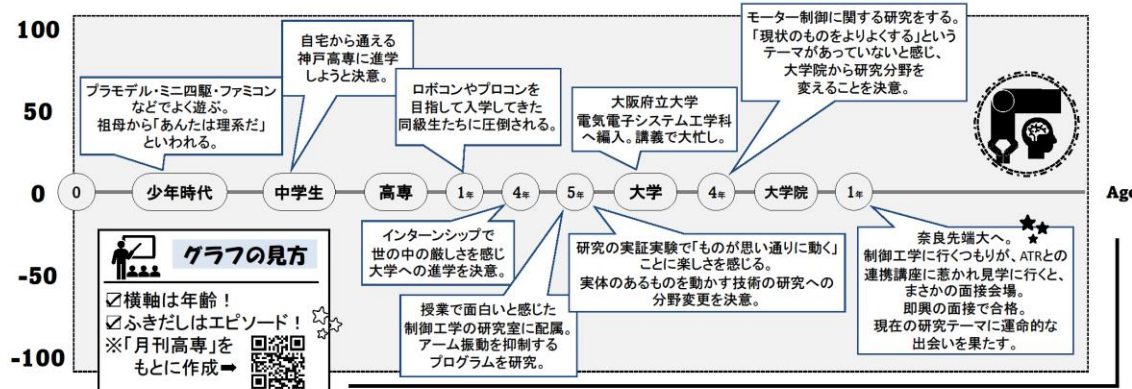 100
50
0
-50
-100
プラモデル・ミニ四駆・ファミコン
などでよく遊ぶ。
祖母から「あんたは理系だ」
といわれる。
自宅から通える
神戸高専に進学
しようと決意。
ロボコンやプロコンを
目指して入学してきた
同級生たちに圧倒される。
大阪府立大学
電気電子システム工学科
へ編入。講義で大忙し。
モーター制御に関する研究をする。
「現状のものをよりよくする」という
テーマがあっていないと感じ、
大学院から研究分野を
変えることを決意。
0
少年時代
中学生
高専
1年
4年
5年
大学
4年
大学院
1年
Age
インターンシップで
世の中の厳しさを感じ
大学への進学を決意。
授業で面白いと感じた
制御工学の研究室に配属。
アーム振動を抑制する
プログラムを研究。
研究の実証実験で「ものが思い通りに動く」
ことに楽しさを感じる。
実体のあるものを動かす技術の研究への
分野変更を決意。
奈良先端大へ。
制御工学に行くつもりが、ATRとの
連携講座に惹かれ見学に行くと、
まさかの面接会場。
即興の面接で合格。
現在の研究テーマに運命的な
出会いを果たす。
グラフの見方
☑横軸は年齢！
☑ふきだしはエピソード！
※「月刊高専」を
もとに作成➡